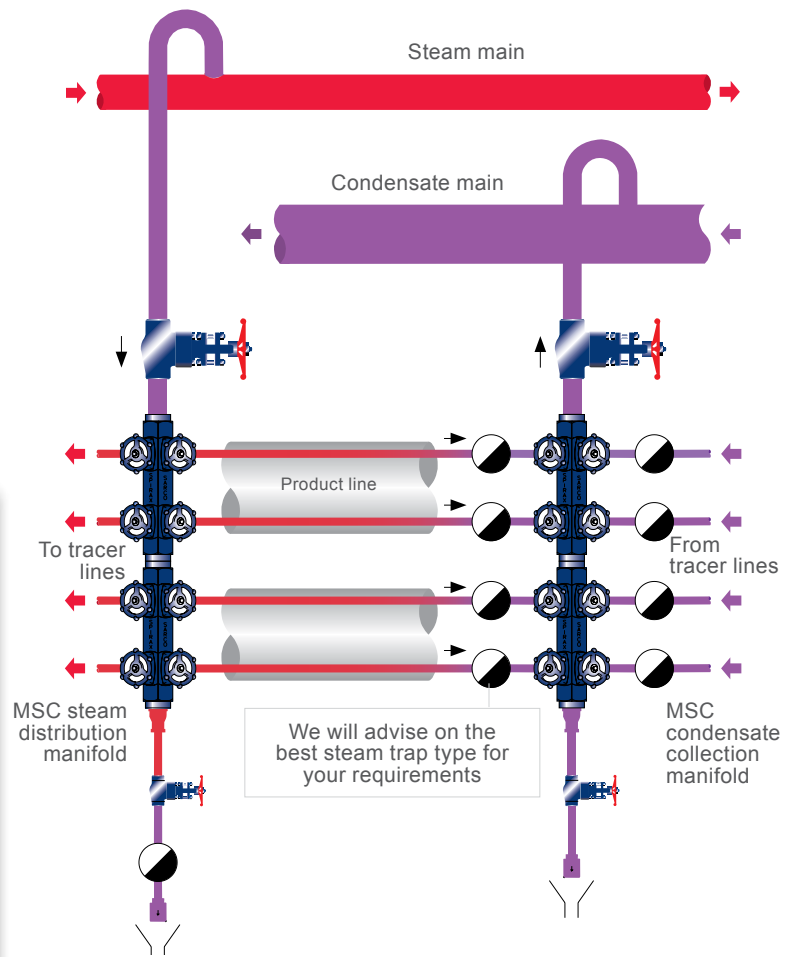 Steam main
Condensate main
Product line
To tracer
lines
From
tracer lines
MSC steam
distribution
manifold
We will advise on the
best steam trap type for
your requirements
MSC
condensate
collection
manifold